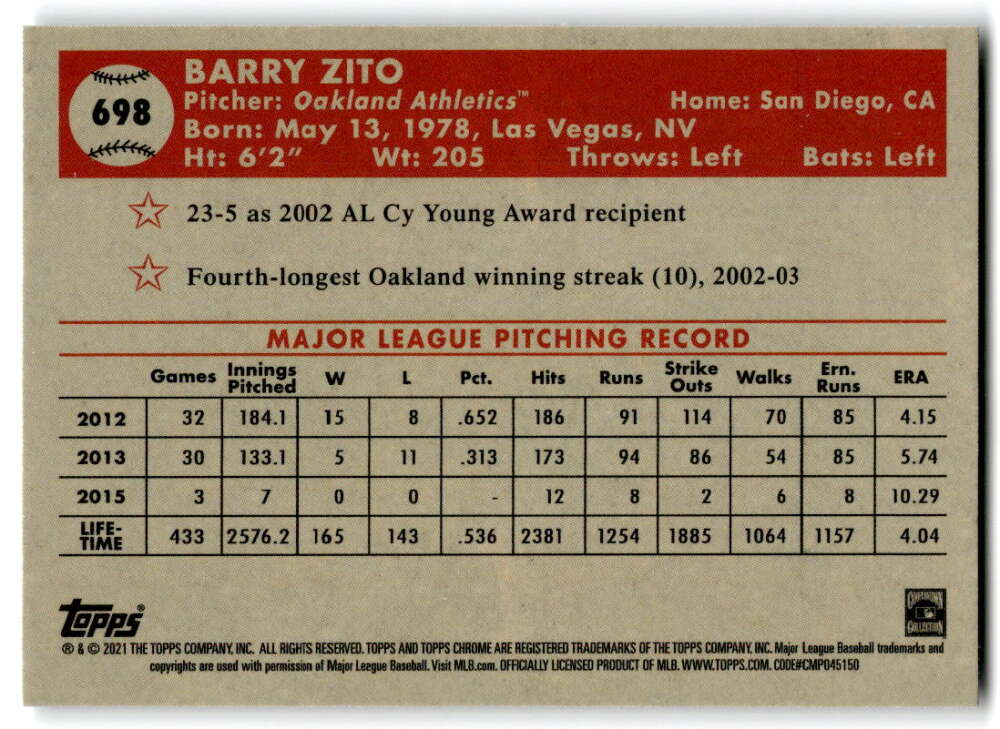 698
BARRY ZITO
Pitcher: Oakland Athletics™
Home: San Diego, CA
Born: May 13, 1978, Las Vegas, NV
Ht: 6'2" Wt: 205 Throws: Left Bats: Left
23-5 as 2002 AL Cy Young Award recipient
Fourth-longest Oakland winning streak (10), 2002-03
MAJOR LEAGUE PITCHING RECORD
Games Innings Pitched W L Pct. Hits Runs Strike Outs Walks Ern. Runs ERA
2012 32 184.1 15 8 .652 186 91 114 70 85 4.15
2013 30 133.1 5 11 .313 173 94 86 54 85 5.74
2015 3 7 0 0 - 12 8 2 6 8 10.29
LIFE-TIME 433 2576.2 165 143 .536 2381 1254 1885 1064 1157 4.04
topps®
COOPERSTOWN
COLLECTION
® & © 2021 THE TOPPS COMPANY, INC. ALL RIGHTS RESERVED. TOPPS AND TOPPS CHROME ARE REGISTERED TRADEMARKS OF THE TOPPS COMPANY, INC. Major League Baseball trademarks and
copyrights are used with permission of Major League Baseball. Visit MLB.com. OFFICIALLY LICENSED PRODUCT OF MLB. WWW.TOPPS.COM. CODE#CMP045150